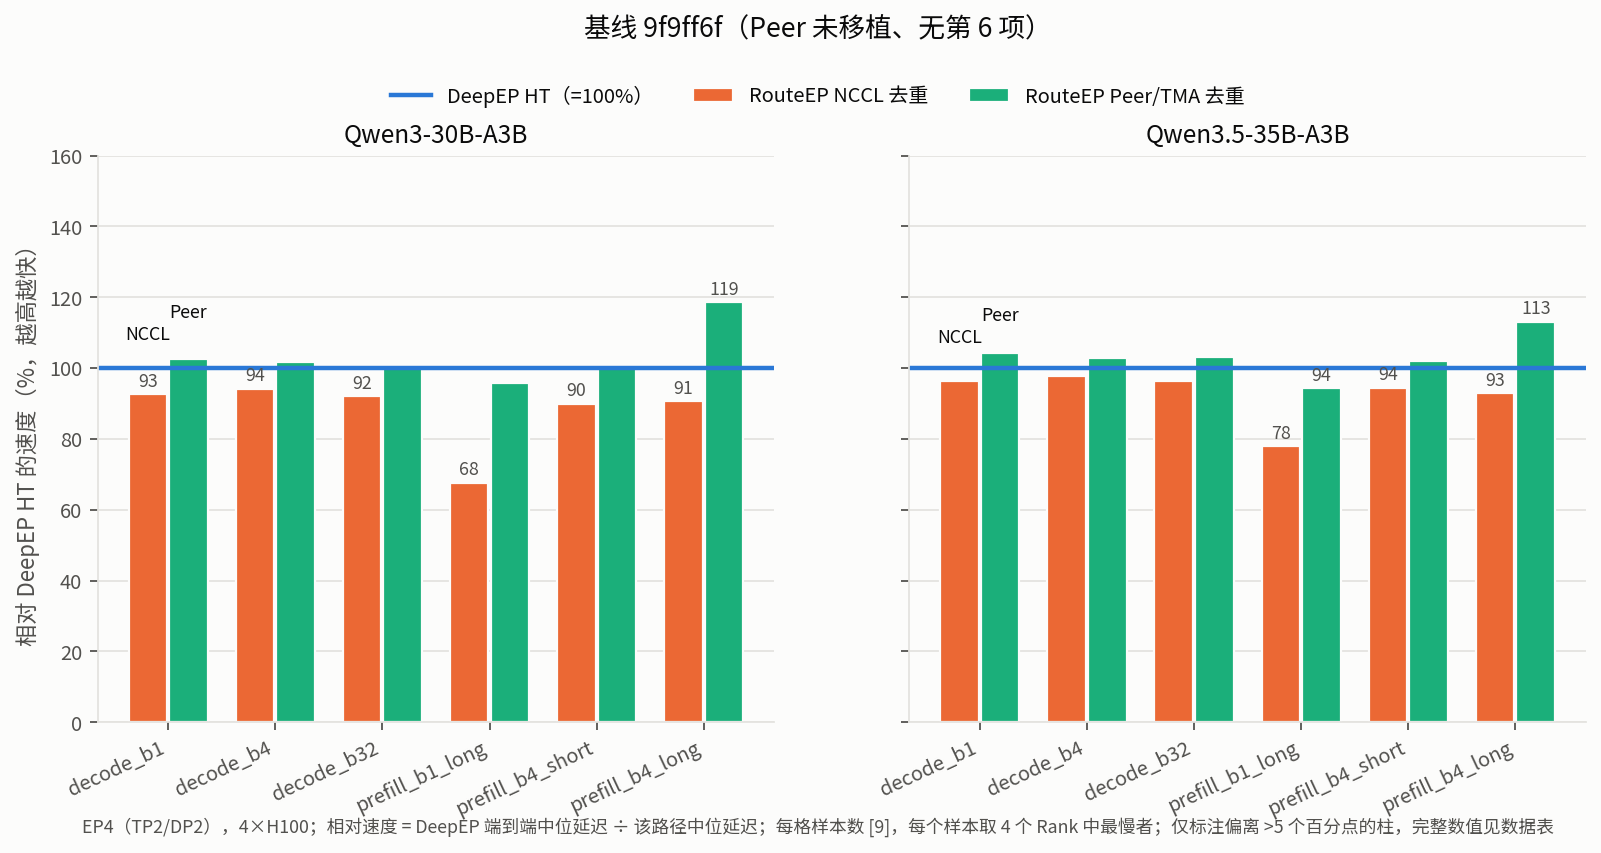 基线 9f9ff6f（Peer 未移植、无第 6 项）
DeepEP HT（=100%）
RouteEP NCCL 去重
RouteEP Peer/TMA 去重
Qwen3-30B-A3B
Qwen3.5-35B-A3B
相对 DeepEP HT 的速度（%，越高越快）
160
140
120
100
80
60
40
20
0
Peer
NCCL
93
94
92
68
90
91
119
decode_b1
decode_b4
decode_b32
prefill_b1_long
prefill_b4_short
prefill_b4_long
Peer
NCCL
78
94
94
93
113
decode_b1
decode_b4
decode_b32
prefill_b1_long
prefill_b4_short
prefill_b4_long
EP4（TP2/DP2），4×H100；相对速度 = DeepEP 端到端中位延迟 ÷ 该路径中位延迟；每格样本数 [9]，每个样本取 4 个 Rank 中最慢者；仅标注偏离 >5 个百分点的柱，完整数值见数据表